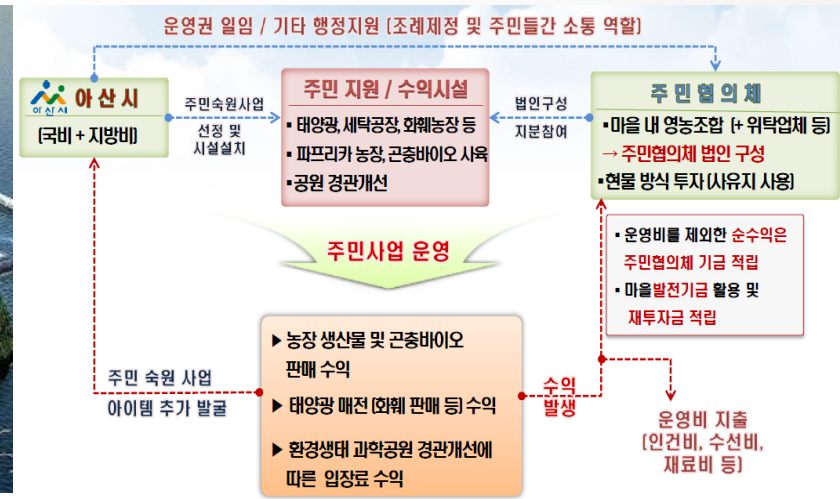 운영권 일임 / 기타 행정지원 (조례제정 및 주민들간 소통 역할)
아산시 아산시
(국비 + 지방비)
주민숙원사업
선정 및
시설설치
주민 지원 / 수익시설
▪ 태양광, 세탁공장, 화훼농장 등
▪ 파프리카 농장, 곤충바이오 사육
▪ 공원 경관개선
법인구성
지분참여
주민협의체
▪ 마을 내 영농조합 (+ 위탁업체 등)
→ 주민협의체 법인 구성
▪ 현물 방식 투자 (사유지 사용)
▪ 운영비를 제외한 순수익은
주민협의체 기금 적립
▪ 마을발전기금 활용 및
재투자금 적립
주민사업 운영
▶ 농장 생산물 및 곤충바이오
판매 수익
▶ 태양광 매전 (화훼 판매 등) 수익
▶ 환경생태 과학공원 경관개선에
따른 입장료 수익
주민 숙원 사업
아이템 추가 발굴
수익
발생
운영비 지출
(인건비, 수선비,
재료비 등)